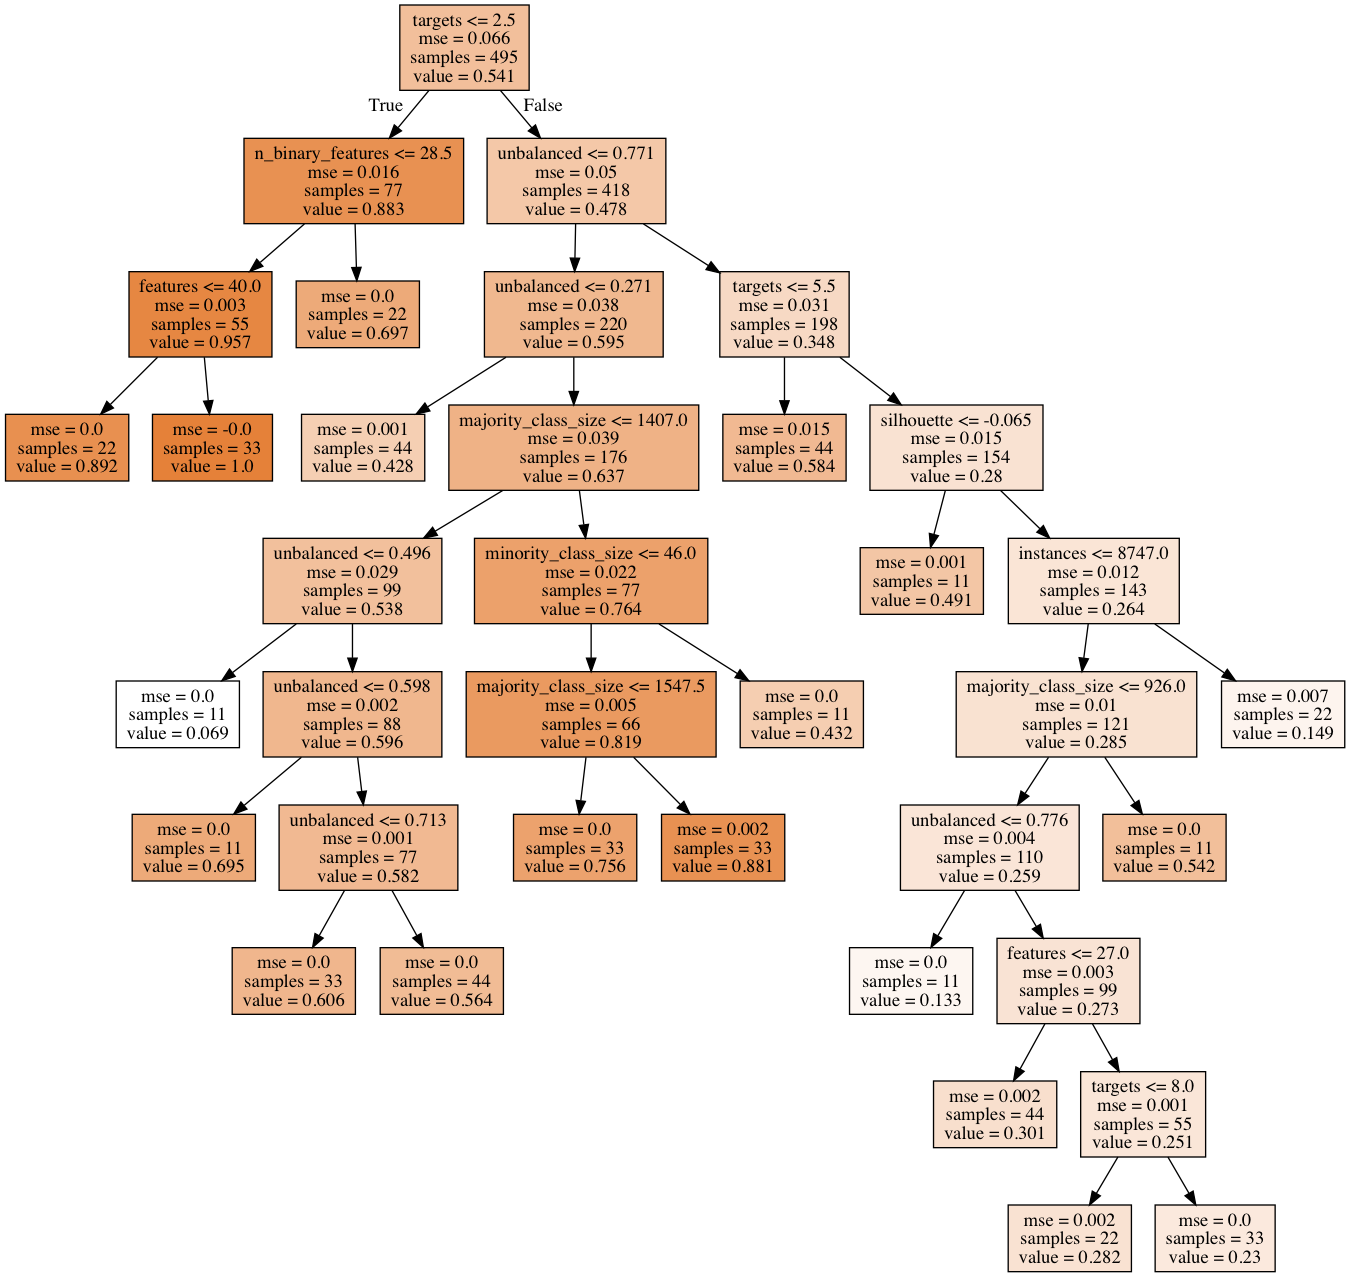 targets <= 2.5
mse = 0.066
samples = 495
value = 0.541
True
False
n_binary_features <= 28.5
mse = 0.016
samples = 77
value = 0.883
unbalanced <= 0.771
mse = 0.05
samples = 418
value = 0.478
features <= 40.0
mse = 0.003
samples = 55
value = 0.957
mse = 0.0
samples = 22
value = 0.697
unbalanced <= 0.271
mse = 0.038
samples = 220
value = 0.595
targets <= 5.5
mse = 0.031
samples = 198
value = 0.348
mse = 0.0
samples = 22
value = 0.892
mse = -0.0
samples = 33
value = 1.0
mse = 0.001
samples = 44
value = 0.428
majority_class_size <= 1407.0
mse = 0.039
samples = 176
value = 0.637
mse = 0.015
samples = 44
value = 0.584
silhouette <= -0.065
mse = 0.015
samples = 154
value = 0.28
unbalanced <= 0.496
mse = 0.029
samples = 99
value = 0.538
minority_class_size <= 46.0
mse = 0.022
samples = 77
value = 0.764
mse = 0.001
samples = 11
value = 0.491
instances <= 8747.0
mse = 0.012
samples = 143
value = 0.264
mse = 0.0
samples = 11
value = 0.069
unbalanced <= 0.598
mse = 0.002
samples = 88
value = 0.596
majority_class_size <= 1547.5
mse = 0.005
samples = 66
value = 0.819
mse = 0.0
samples = 11
value = 0.432
majority_class_size <= 926.0
mse = 0.01
samples = 121
value = 0.285
mse = 0.007
samples = 22
value = 0.149
mse = 0.0
samples = 11
value = 0.695
unbalanced <= 0.713
mse = 0.001
samples = 77
value = 0.582
mse = 0.0
samples = 33
value = 0.756
mse = 0.002
samples = 33
value = 0.881
unbalanced <= 0.776
mse = 0.004
samples = 110
value = 0.259
mse = 0.0
samples = 11
value = 0.542
mse = 0.0
samples = 33
value = 0.606
mse = 0.0
samples = 44
value = 0.564
mse = 0.0
samples = 11
value = 0.133
features <= 27.0
mse = 0.003
samples = 99
value = 0.273
mse = 0.002
samples = 44
value = 0.301
targets <= 8.0
mse = 0.001
samples = 55
value = 0.251
mse = 0.002
samples = 22
value = 0.282
mse = 0.0
samples = 33
value = 0.23